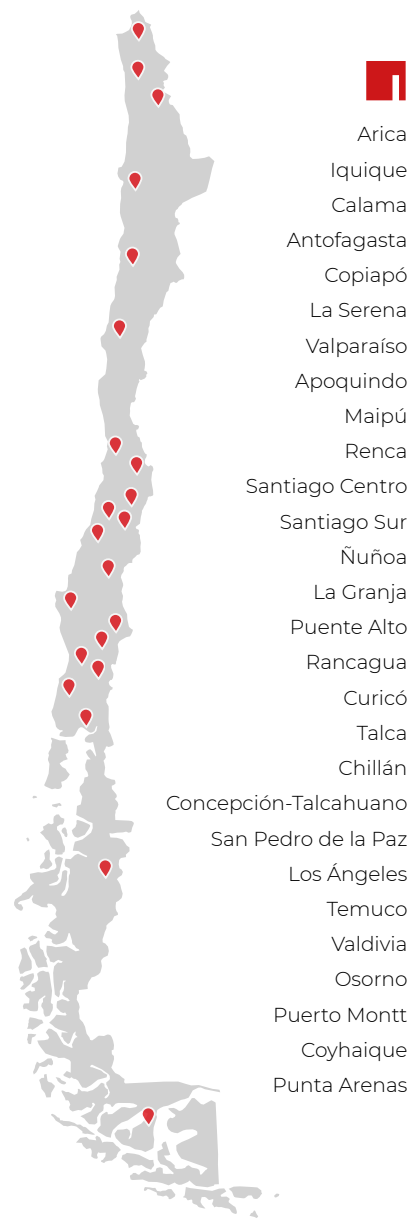 Arica
Iquique
Calama
Antofagasta
Copiapó
La Serena
Valparaíso
Apoquindo
Maipú
Renca
Santiago Centro
Santiago Sur
Ñuñoa
La Granja
Puente Alto
Rancagua
Curicó
Talca
Chillán
Concepción-Talcahuano
San Pedro de la Paz
Los Ángeles
Temuco
Valdivia
Osorno
Puerto Montt
Coyhaique
Punta Arenas